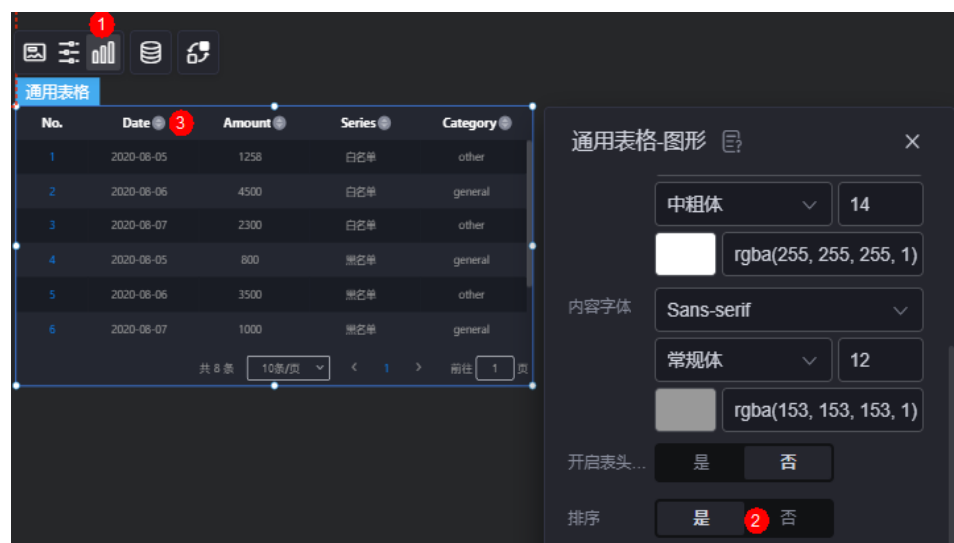 1
通用表格
No. Date 3 Amount Series Category
1 2020-08-05 1258 白名单 other
2 2020-08-06 4500 白名单 general
3 2020-08-07 2300 白名单 other
4 2020-08-05 800 黑名单 general
5 2020-08-06 3500 黑名单 other
6 2020-08-07 1000 黑名单 general
共 8 条 10条/页 < 1 > 前往 1 页
通用表格-图形
中粗体 14
rgba(255, 255, 255, 1)
内容字体 Sans-serif
常规体 12
rgba(153, 153, 153, 1)
开启表头... 是 否
排序 是 2 否